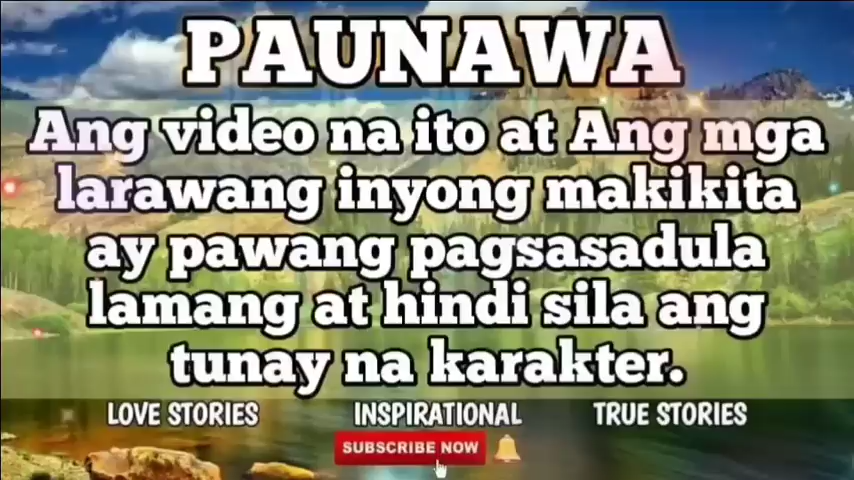 PAUNAWA
Ang video na ito at Ang mga
larawang inyong makikita
ay pawang pagsasadula
lamang at hindi sila ang
tunay na karakter.
LOVE STORIES INSPIRATIONAL TRUE STORIES
SUBSCRIBE NOW